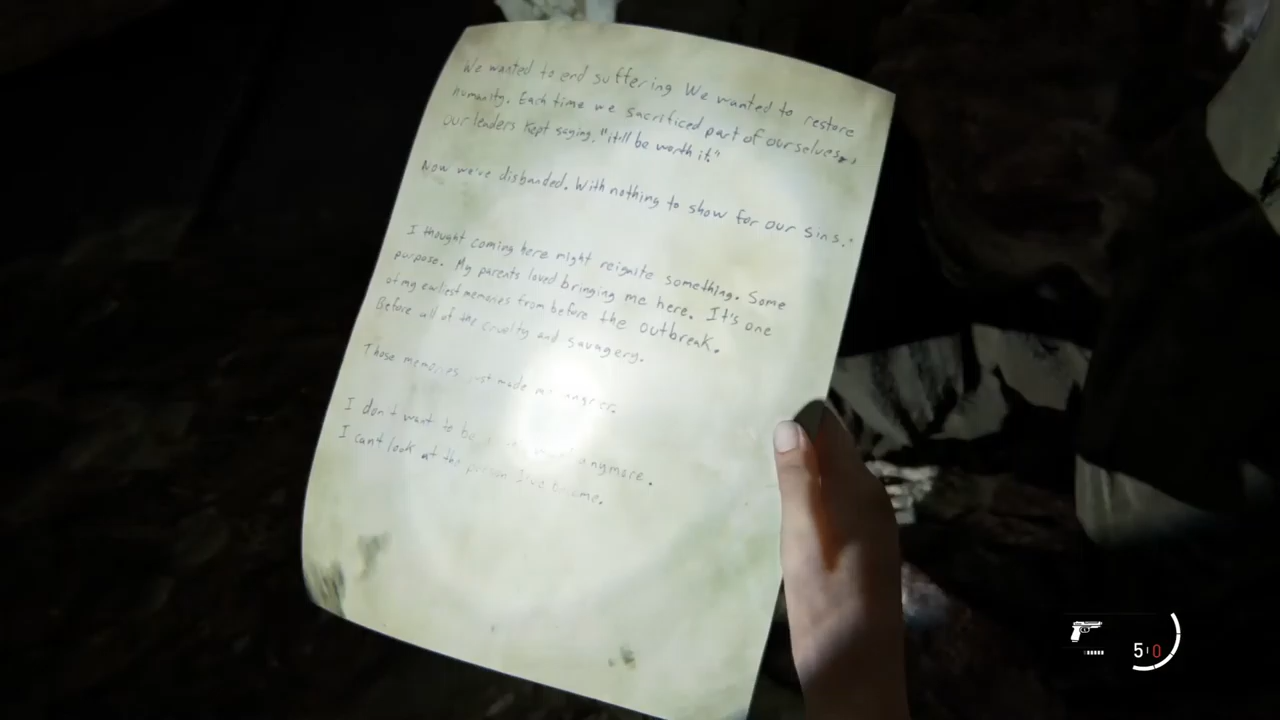 We wanted to end suffering We wanted to restore
humanity. Each time we sacrificed part of ourselves,
our leaders kept saying, "it'll be worth it."
Now we've disbanded. With nothing to show for our sins.
I thought coming here might reignite something. Some
purpose. My parents loved bringing me here. It's one
of my earliest memories from before the outbreak.
Before all of the cruelty and savagery.
Those memories just made me angrier.
I don't want to be anymore.
I can't look at the person I've become.
5 0